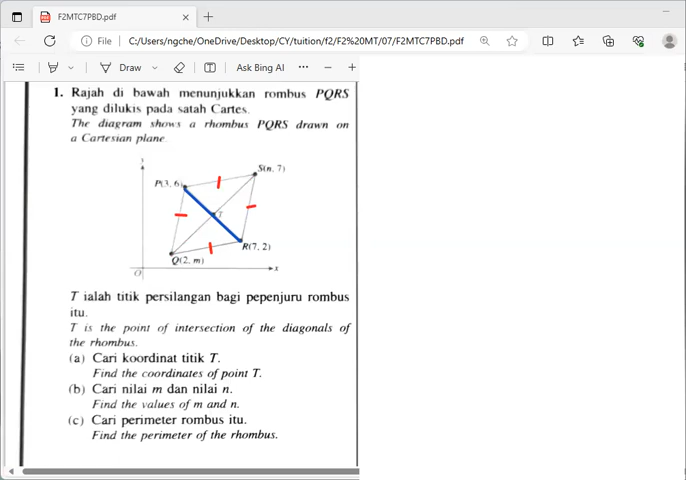 F2MTC7PBD.pdf
File C:/Users/ngche/OneDrive/Desktop/CY/tuition/f2/F2%20MT/07/F2MTC7PBD.pdf
Draw Ask Bing AI
1. Rajah di bawah menunjukkan rombus PQRS
yang dilukis pada satah Cartes.
The diagram shows a rhombus PQRS drawn on
a Cartesian plane.
S(n, 7)
P(3, 6)
T
R(7, 2)
Q(2, m)
O
x
T ialah titik persilangan bagi pepenjuru rombus
itu.
T is the point of intersection of the diagonals of
the rhombus.
(a) Cari koordinat titik T.
Find the coordinates of point T.
(b) Cari nilai m dan nilai n.
Find the values of m and n.
(c) Cari perimeter rombus itu.
Find the perimeter of the rhombus.